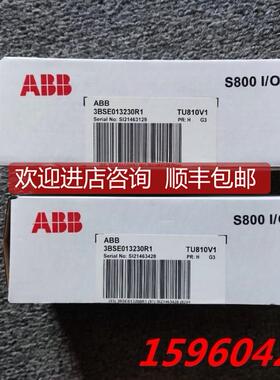 ABB
S800 I/O
ABB
3BSE013230R1 TU810V1
Serial No: SI21463128 PR: H G3
欢迎进店咨询 顺丰包邮
ABB
S800 I/
ABB
3BSE013230R1 TU810V1
Serial No: SI21463428 PR: H G3
159604